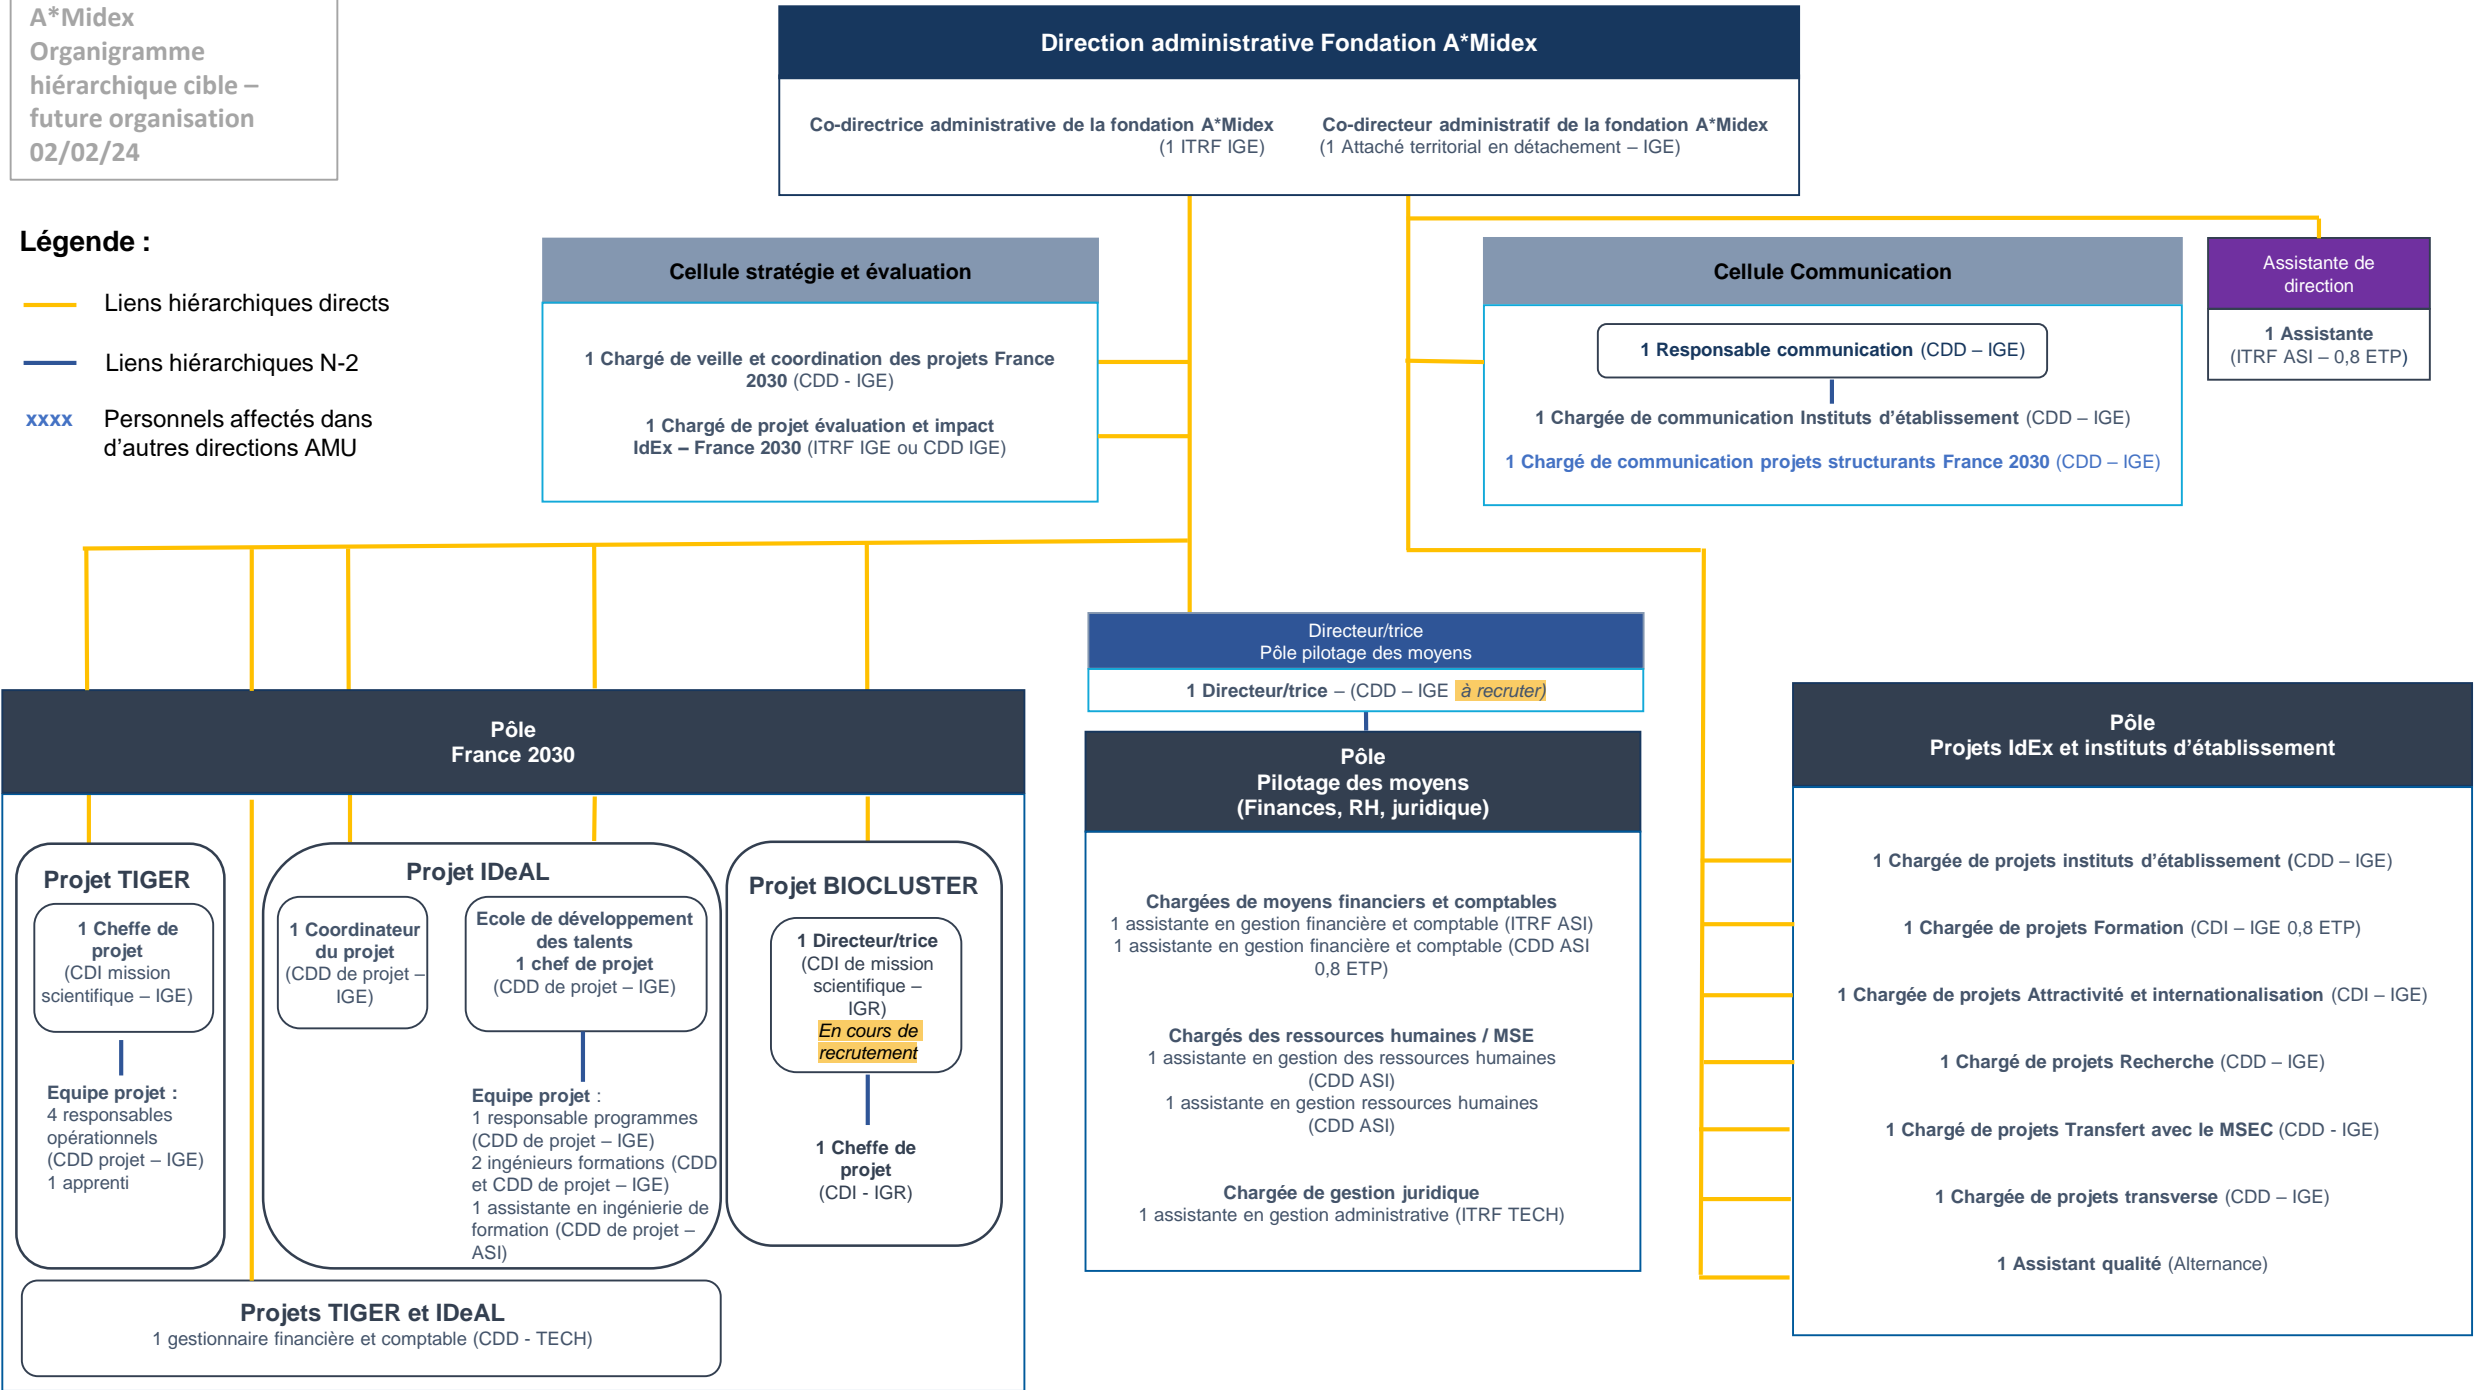 A*Midex
Organigramme
hiérarchique cible –
future organisation
02/02/24
Direction administrative Fondation A*Midex
Co-directrice administrative de la fondation A*Midex
(1 ITRF IGE)
Co-directeur administratif de la fondation A*Midex
(1 Attaché territorial en détachement – IGE)
Légende :
Liens hiérarchiques directs
Liens hiérarchiques N-2
xxxx Personnels affectés dans
d'autres directions AMU
Cellule stratégie et évaluation
1 Chargé de veille et coordination des projets France
2030 (CDD - IGE)
1 Chargé de projet évaluation et impact
IdEx – France 2030 (ITRF IGE ou CDD IGE)
Cellule Communication
1 Responsable communication (CDD – IGE)
1 Chargée de communication Instituts d'établissement (CDD – IGE)
1 Chargé de communication projets structurants France 2030 (CDD – IGE)
Assistante de
direction
1 Assistante
(ITRF ASI – 0,8 ETP)
Directeur/trice
Pôle pilotage des moyens
1 Directeur/trice – (CDD – IGE à recruter)
Pôle
France 2030
Projet TIGER
1 Cheffe de
projet
(CDI mission
scientifique – IGE)
Equipe projet :
4 responsables
opérationnels
(CDD projet – IGE)
1 apprenti
Projet IDeAL
1 Coordinateur
du projet
(CDD de projet –
IGE)
Ecole de développement
des talents
1 chef de projet
(CDD de projet – IGE)
Equipe projet :
1 responsable programmes
(CDD de projet – IGE)
2 ingénieurs formations (CDD
et CDD de projet – IGE)
1 assistante en ingénierie de
formation (CDD de projet –
ASI)
Projet BIOCLUSTER
1 Directeur/trice
(CDI de mission
scientifique –
IGR)
En cours de
recrutement
1 Cheffe de
projet
(CDI - IGR)
Projets TIGER et IDeAL
1 gestionnaire financière et comptable (CDD - TECH)
Pôle
Pilotage des moyens
(Finances, RH, juridique)
Chargées de moyens financiers et comptables
1 assistante en gestion financière et comptable (ITRF ASI)
1 assistante en gestion financière et comptable (CDD ASI
0,8 ETP)
Chargés des ressources humaines / MSE
1 assistante en gestion des ressources humaines
(CDD ASI)
1 assistante en gestion ressources humaines
(CDD ASI)
Chargée de gestion juridique
1 assistante en gestion administrative (ITRF TECH)
Pôle
Projets IdEx et instituts d'établissement
1 Chargée de projets instituts d'établissement (CDD – IGE)
1 Chargée de projets Formation (CDI – IGE 0,8 ETP)
1 Chargée de projets Attractivité et internationalisation (CDI – IGE)
1 Chargé de projets Recherche (CDD – IGE)
1 Chargé de projets Transfert avec le MSEC (CDD - IGE)
1 Chargée de projets transverse (CDD – IGE)
1 Assistant qualité (Alternance)